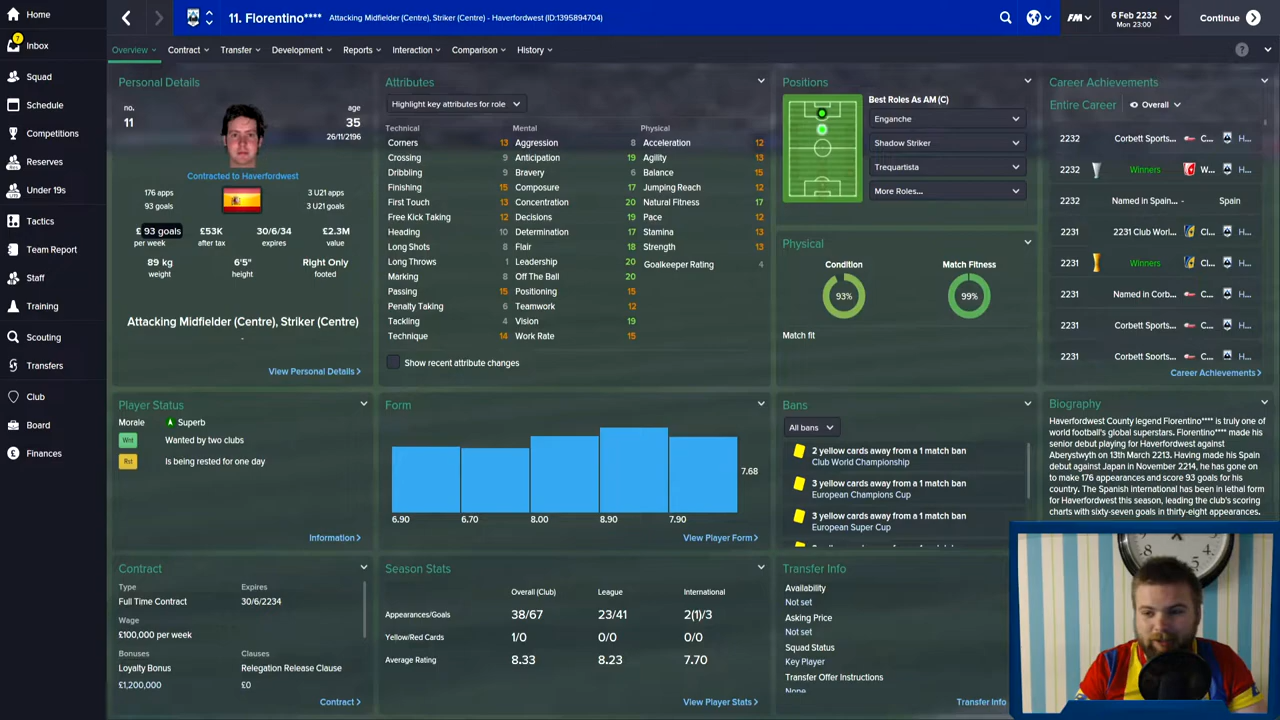 Home
11. Florentino****
Attacking Midfielder (Centre), Striker (Centre) - Haverfordwest (ID:1395894704)
FM
6 Feb 2232
Mon 23:00
Continue
7
Inbox
Squad
Schedule
Competitions
Reserves
Under 19s
Tactics
Team Report
Staff
Training
Scouting
Transfers
Club
Board
Finances
Overview
Contract
Transfer
Development
Reports
Interaction
Comparison
History
?
Personal Details
no.
11
age
35
26/11/2196
Contracted to Haverfordwest
176 apps
93 goals
3 U21 apps
3 U21 goals
£
93 goals
per week
£53K
after tax
30/6/34
expires
£2.3M
value
89 kg
weight
6'5"
height
Right Only
footed
Attacking Midfielder (Centre), Striker (Centre)
-
View Personal Details
Attributes
Highlight key attributes for role
Technical
Mental
Physical
Corners 13
Aggression 8
Acceleration 12
Crossing 9
Anticipation 19
Agility 13
Dribbling 9
Bravery 6
Balance 15
Finishing 15
Composure 17
Jumping Reach 12
First Touch 13
Concentration 20
Natural Fitness 17
Free Kick Taking 12
Decisions 19
Pace 12
Heading 10
Determination 17
Stamina 13
Long Shots 8
Flair 18
Strength 13
Long Throws 1
Leadership 20
Goalkeeper Rating 4
Marking 8
Off The Ball 20
Passing 15
Positioning 15
Penalty Taking 6
Teamwork 12
Tackling 4
Vision 19
Technique 14
Work Rate 15
Show recent attribute changes
Positions
Best Roles As AM (C)
Enganche
Shadow Striker
Trequartista
More Roles...
Physical
Condition
Match Fitness
93%
99%
Match fit
Career Achievements
Entire Career
Overall
2232 Corbett Sports... C... H...
2232 Winners W... H...
2232 Named in Spain... - Spain
2231 2231 Club Worl... Cl... H...
2231 Winners Cl... H...
2231 Named in Corb... C... H...
2231 Corbett Sports... C... H...
2231 Corbett Sports... C... H...
Career Achievements
Player Status
Morale
Superb
Wnt
Wanted by two clubs
Rst
Is being rested for one day
Information
Form
7.68
6.90 6.70 8.00 8.90 7.90
View Player Form
Bans
All bans
2 yellow cards away from a 1 match ban
Club World Championship
3 yellow cards away from a 1 match ban
European Champions Cup
3 yellow cards away from a 1 match ban
European Super Cup
Biography
Haverfordwest County legend Florentino**** is truly one of
world football's global superstars. Florentino**** made his
senior debut playing for Haverfordwest against
Aberystwyth on 13th March 2213. Having made his Spain
debut against Japan in November 2214, he has gone on
to make 176 appearances and score 93 goals for his
country. The Spanish international has been in lethal form
for Haverfordwest this season, leading the club's scoring
charts with sixty-seven goals in thirty-eight appearances.
Contract
Type
Expires
Full Time Contract
30/6/2234
Wage
£100,000 per week
Bonuses
Clauses
Loyalty Bonus
Relegation Release Clause
£1,200,000
£0
Contract
Season Stats
Overall (Club)
League
International
Appearances/Goals 38/67 23/41 2(1)/3
Yellow/Red Cards 1/0 0/0 0/0
Average Rating 8.33 8.23 7.70
View Player Stats
Transfer Info
Availability
Not set
Asking Price
Not set
Squad Status
Key Player
Transfer Offer Instructions
None
Transfer Info